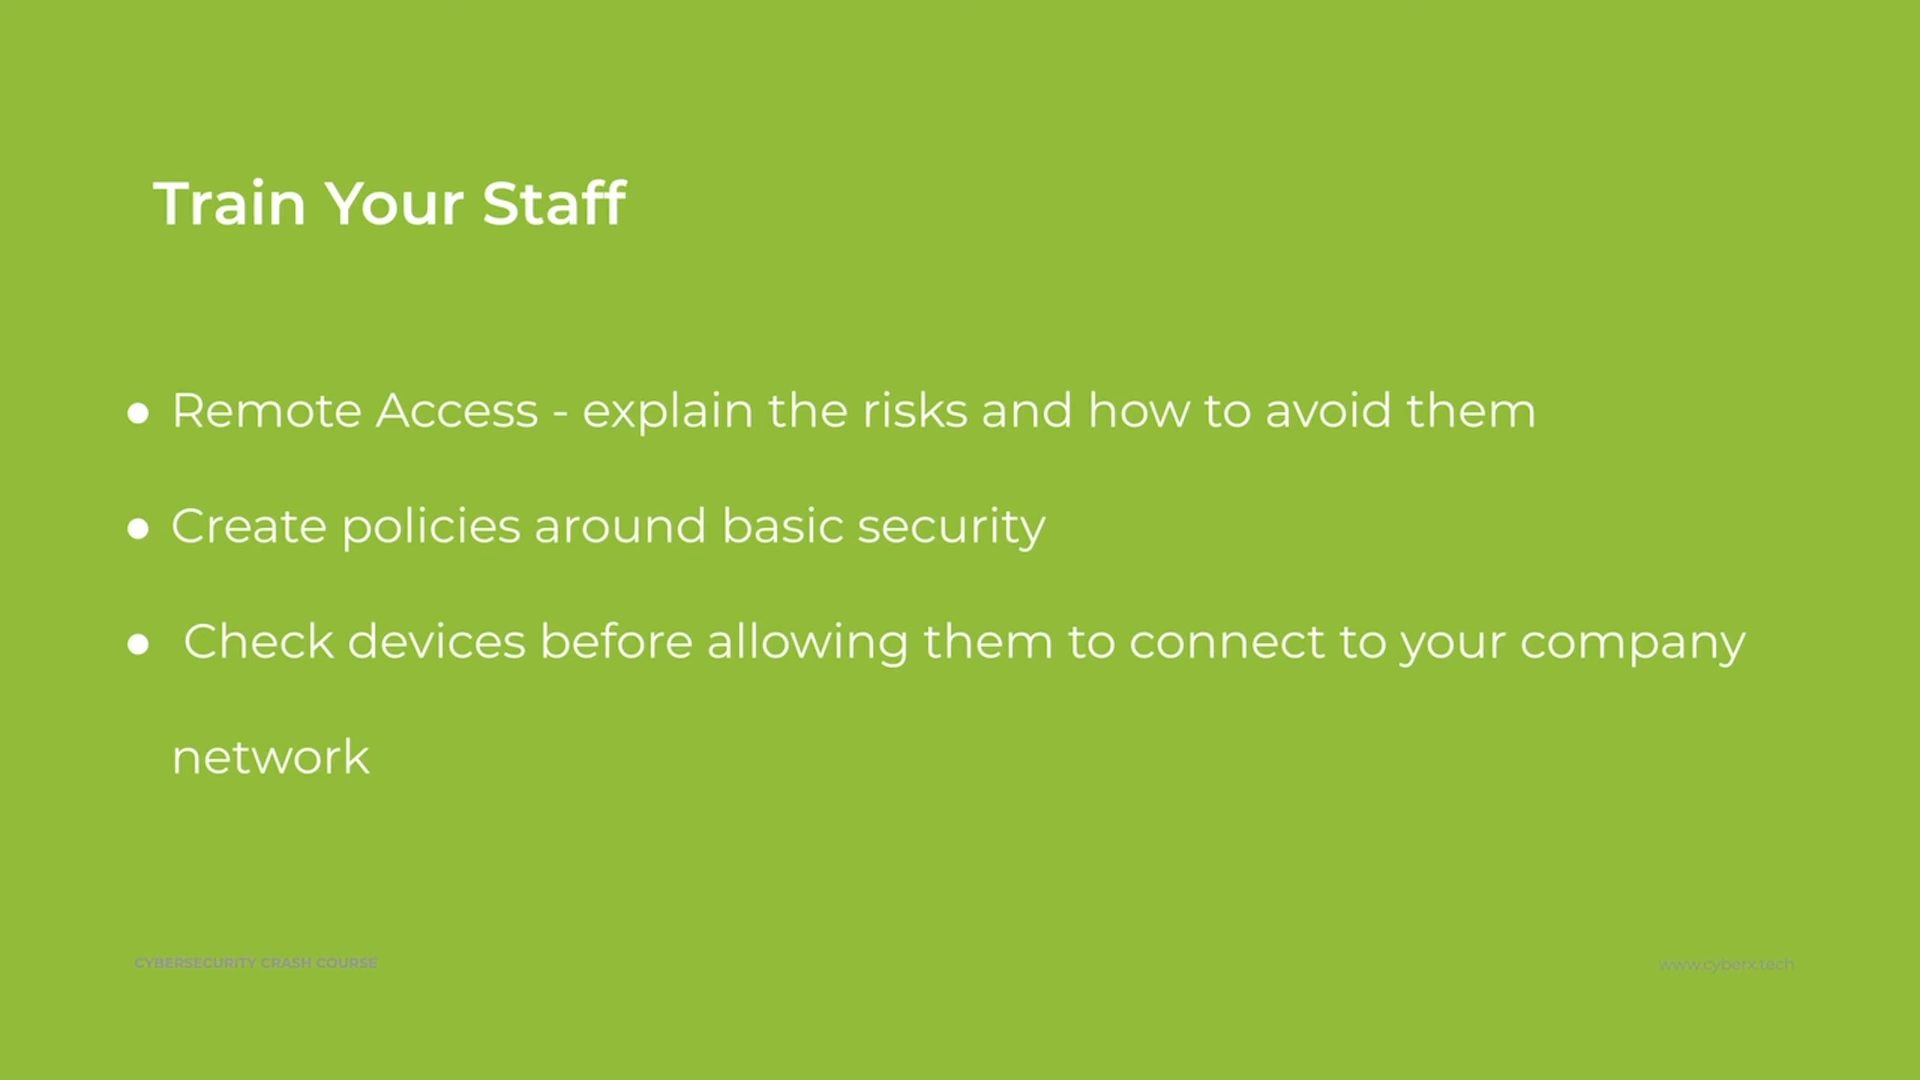 Train Your Staff
● Remote Access - explain the risks and how to avoid them
● Create policies around basic security
● Check devices before allowing them to connect to your company
network
CYBERSECURITY CRASH COURSE
www.cyberx.tech